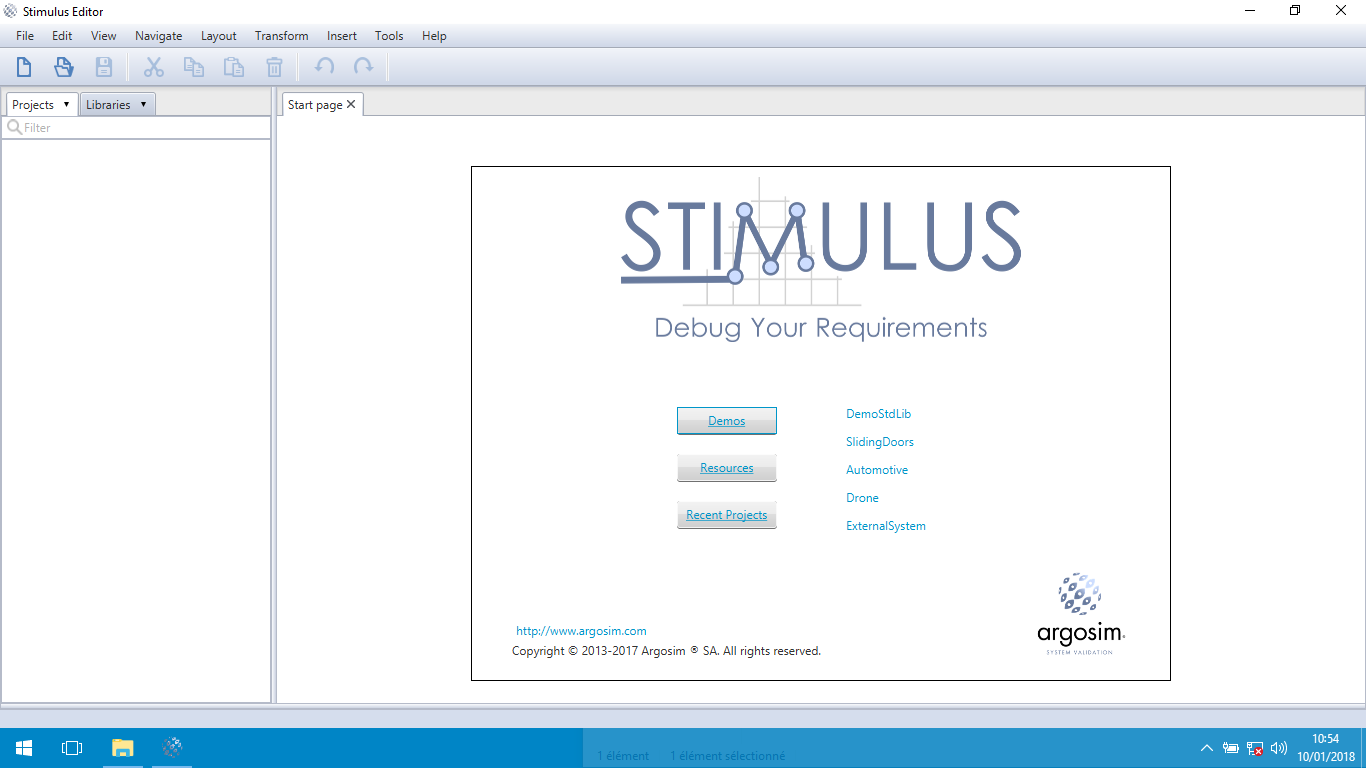 Stimulus Editor
File Edit View Navigate Layout Transform Insert Tools Help
Projects Libraries
Start page
Filter
STIMULUS
Debug Your Requirements
Demos
Resources
Recent Projects
DemoStdLib
SlidingDoors
Automotive
Drone
ExternalSystem
http://www.argosim.com
Copyright © 2013-2017 Argosim ® SA. All rights reserved.
argosim
SYSTEM VALIDATION
1 élément 1 élément sélectionné
10:54
10/01/2018